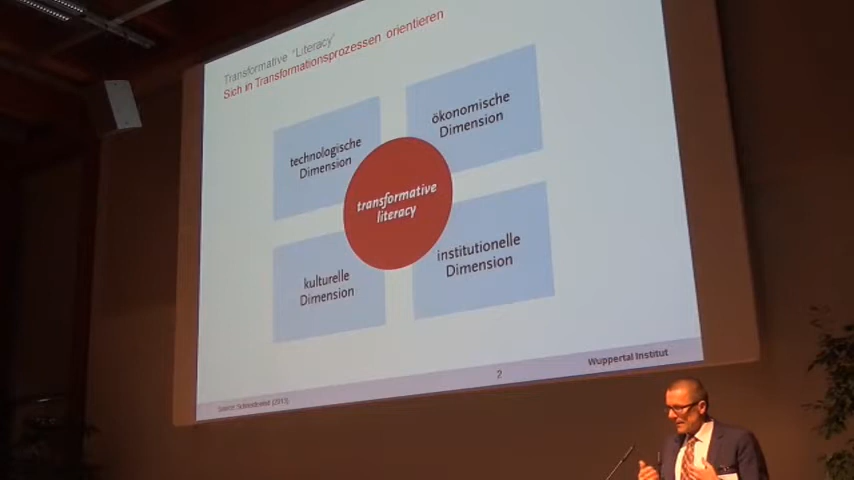 Transformative "Literacy"
Sich in Transformationsprozessen orientieren
technologische
Dimension
ökonomische
Dimension
transformative
literacy
kulturelle
Dimension
institutionelle
Dimension
Wuppertal Institut
2
(2013)